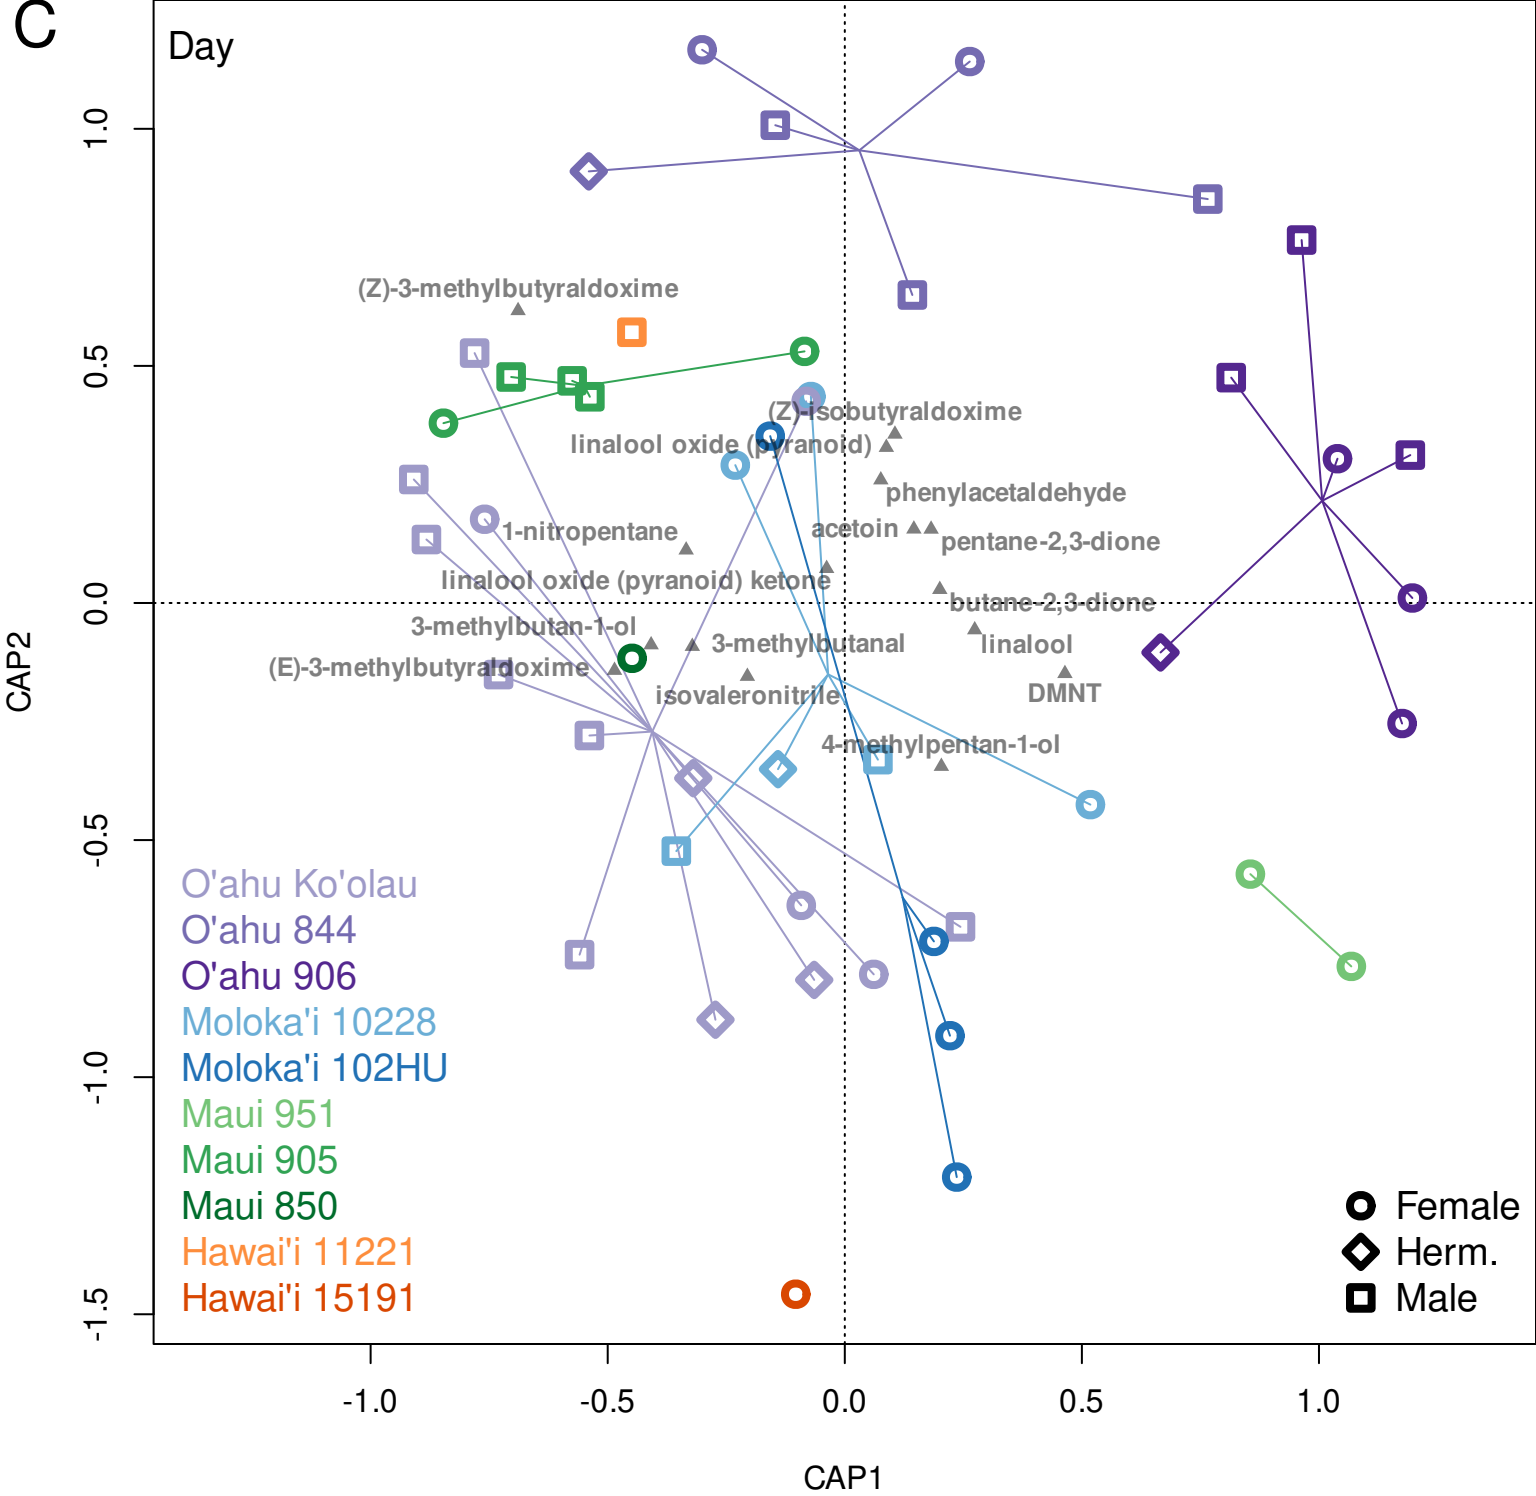 C
Day
1.0
0.5
0.0
-0.5
-1.0
-1.5
CAP2
(Z)-3-methylbutyraldoxime
(Z)-isobutyraldoxime
linalool oxide (pyranoid)
phenylacetaldehyde
1-nitropentane
acetoin
pentane-2,3-dione
linalool oxide (pyranoid) ketone
butane-2,3-dione
3-methylbutan-1-ol
3-methylbutanal
linalool
(E)-3-methylbutyraldoxime
isovaleronitrile
DMNT
4-methylpentan-1-ol
O'ahu Ko'olau
O'ahu 844
O'ahu 906
Moloka'i 10228
Moloka'i 102HU
Maui 951
Maui 905
Maui 850
Hawai'i 11221
Hawai'i 15191
Female
Herm.
Male
-1.0 -0.5 0.0 0.5 1.0
CAP1